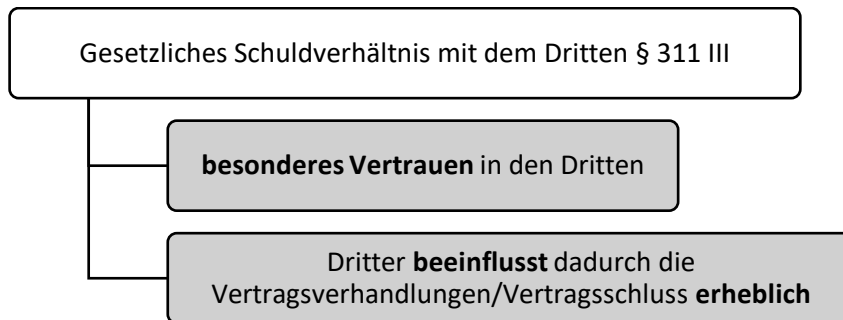 Gesetzliches Schuldverhältnis mit dem Dritten § 311 III
besonderes Vertrauen in den Dritten
Dritter beeinflusst dadurch die
Vertragsverhandlungen/Vertragsschluss erheblich